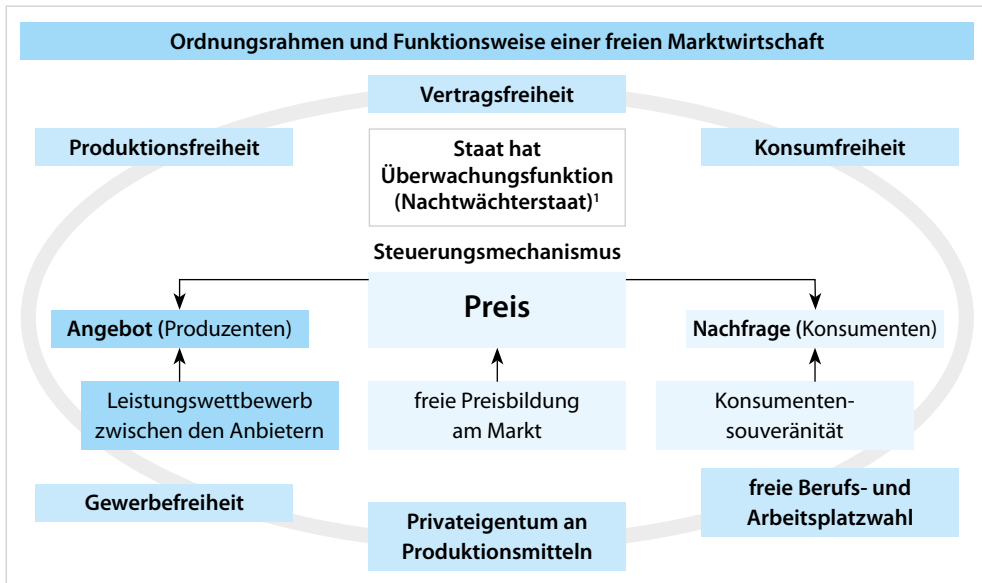 Ordnungsrahmen und Funktionsweise einer freien Marktwirtschaft
Vertragsfreiheit
Produktionsfreiheit
Konsumfreiheit
Staat hat
Überwachungsfunktion
(Nachtwächterstaat)¹
Steuerungsmechanismus
Preis
Angebot (Produzenten)
Nachfrage (Konsumenten)
Leistungswettbewerb
zwischen den Anbietern
freie Preisbildung
am Markt
Konsumenten-
souveränität
Gewerbefreiheit
Privateigentum an
Produktionsmitteln
freie Berufs- und
Arbeitsplatzwahl